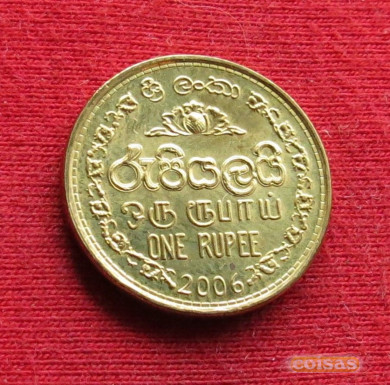 ශ්‍රී ලංකා
රුපියලයි
ஒரு ரூபாய்
ONE RUPEE
2006
coisas